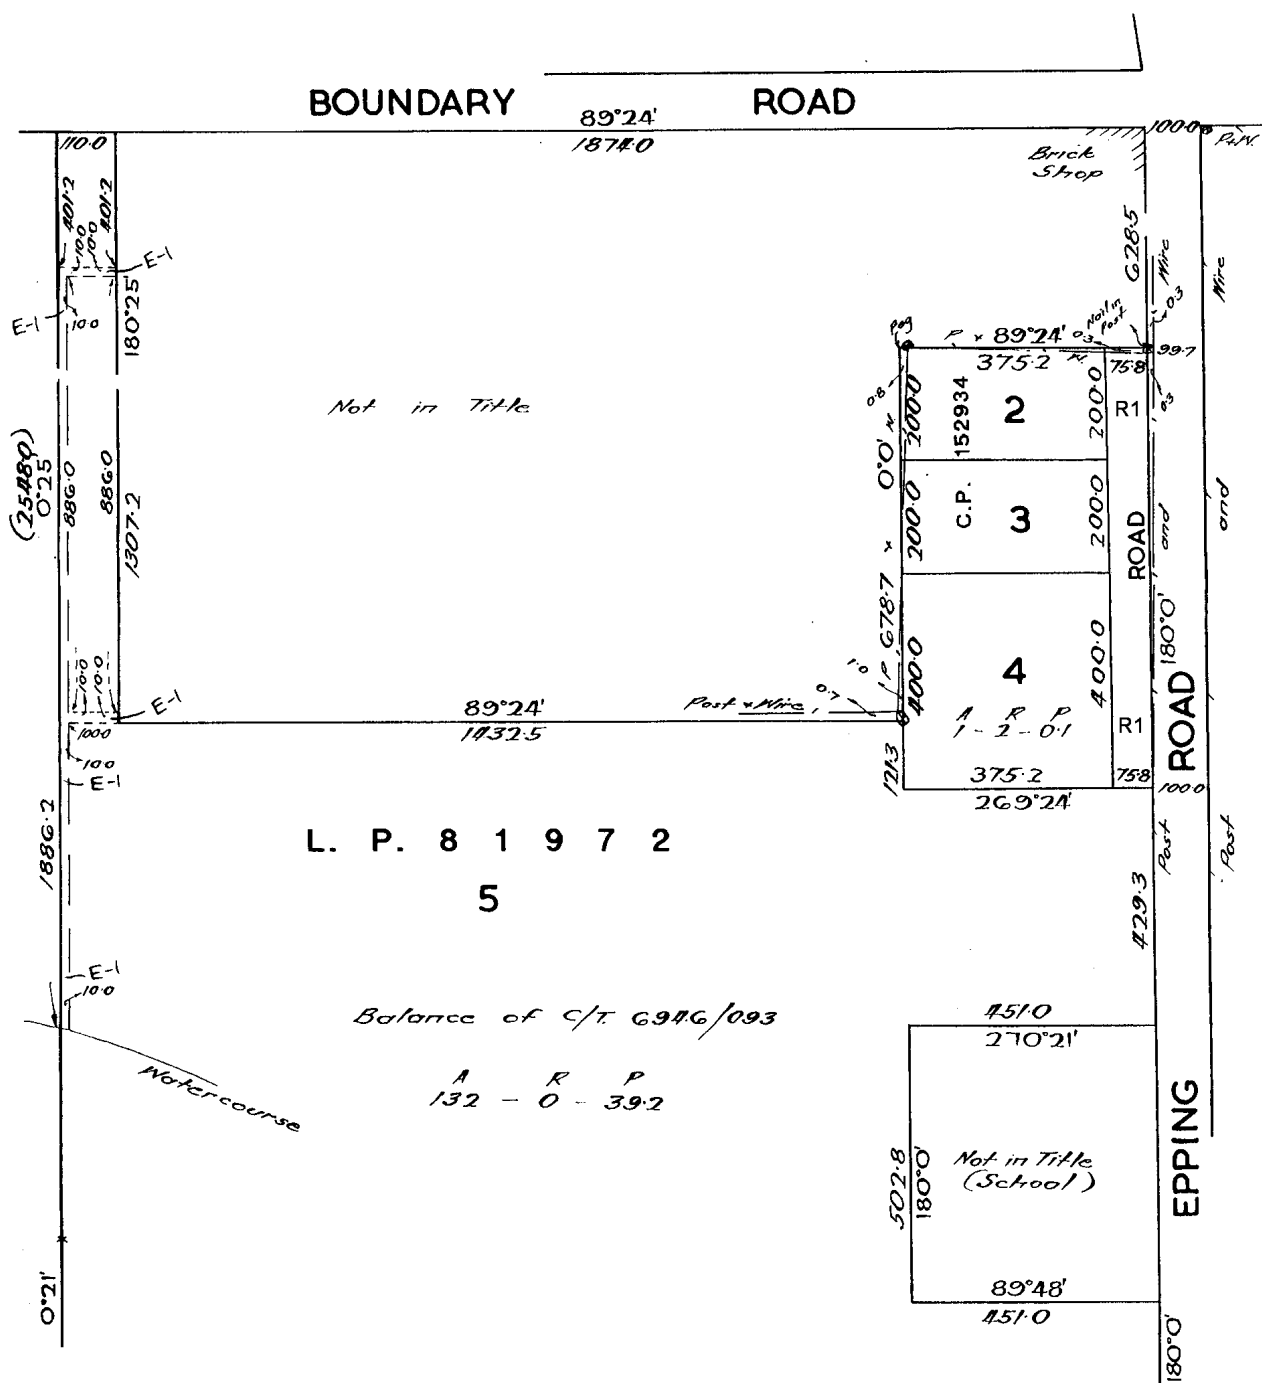 BOUNDARY ROAD
89°24'
1874.0
110.0
100.0
P+W.
Brick
Shop
401.2
401.2
10.0
10.0
E-1
E-1
10.0
180°25
628.5
Wire
Wire
Peg
P × 89°24'
0.3
Nail in
Post
0.3
99.7
375.2
W.
75.8
0.3
0.8
Not in Title
200.0
C.P. 152934
2
200.0
R1
(2548.0)
0°25
886.0
886.0
1307.2
P, 678.7 × 0°0' W.
200.0
3
200.0
ROAD
and
and
180°0'
400.0
4
400.0
A R P
1 - 2 - 0.1
R1
1.0
0.7
Post × Wire
89°24'
1432.5
10.0
10.0
E-1
100.0
10.0
E-1
121.3
375.2
75.8
100.0
269°24'
1886.2
L. P. 8 1 9 7 2
5
Post
Post
429.3
E-1
10.0
Balance of C/T. 6946/093
A R P
132 - 0 - 39.2
Watercourse
451.0
270°21'
502.8
180°0'
Not in Title
(School)
89°48'
451.0
EPPING ROAD
0°21'
180°0'